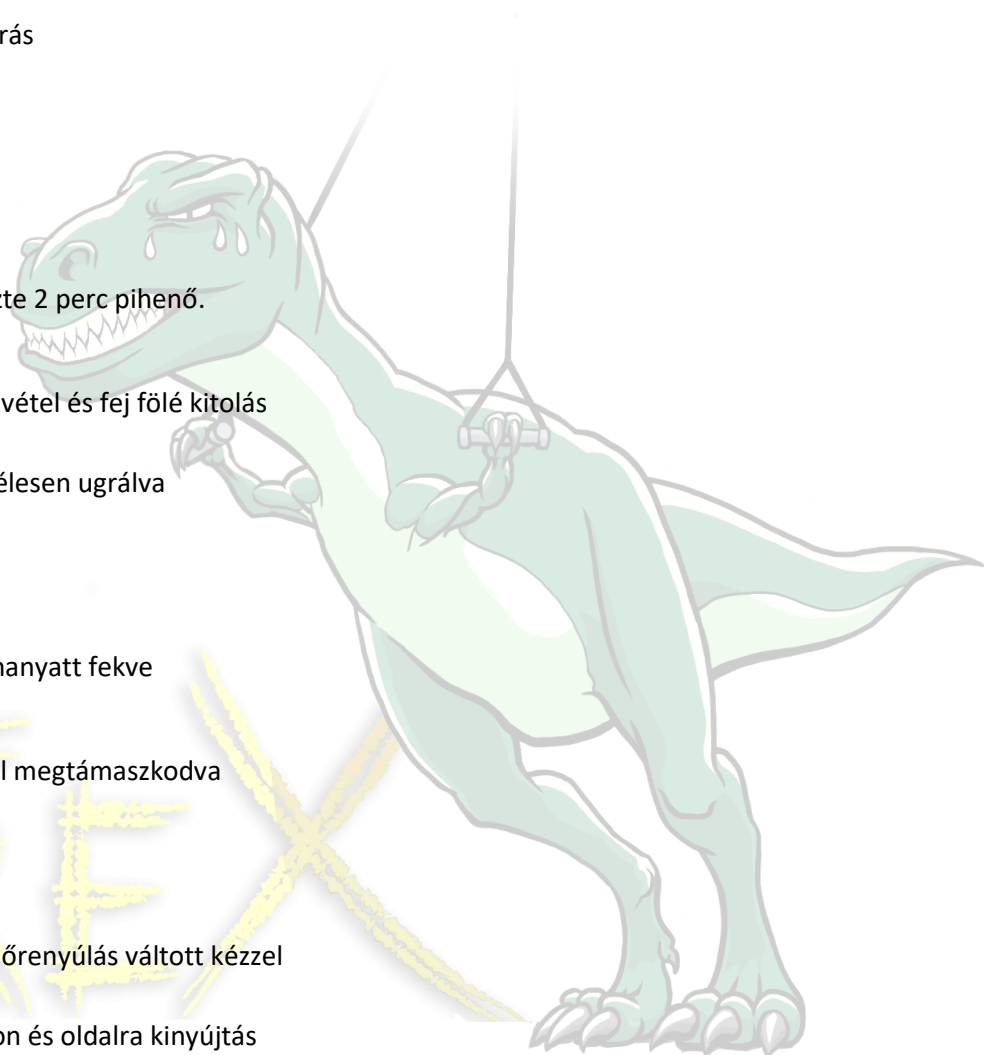 rás
zte 2 perc pihenő.
vétel és fej fölé kitolás
élesen ugrálva
hanyatt fekve
l megtámaszkodva
EX
őrenyúlás váltott kézzel
on és oldalra kinyújtás